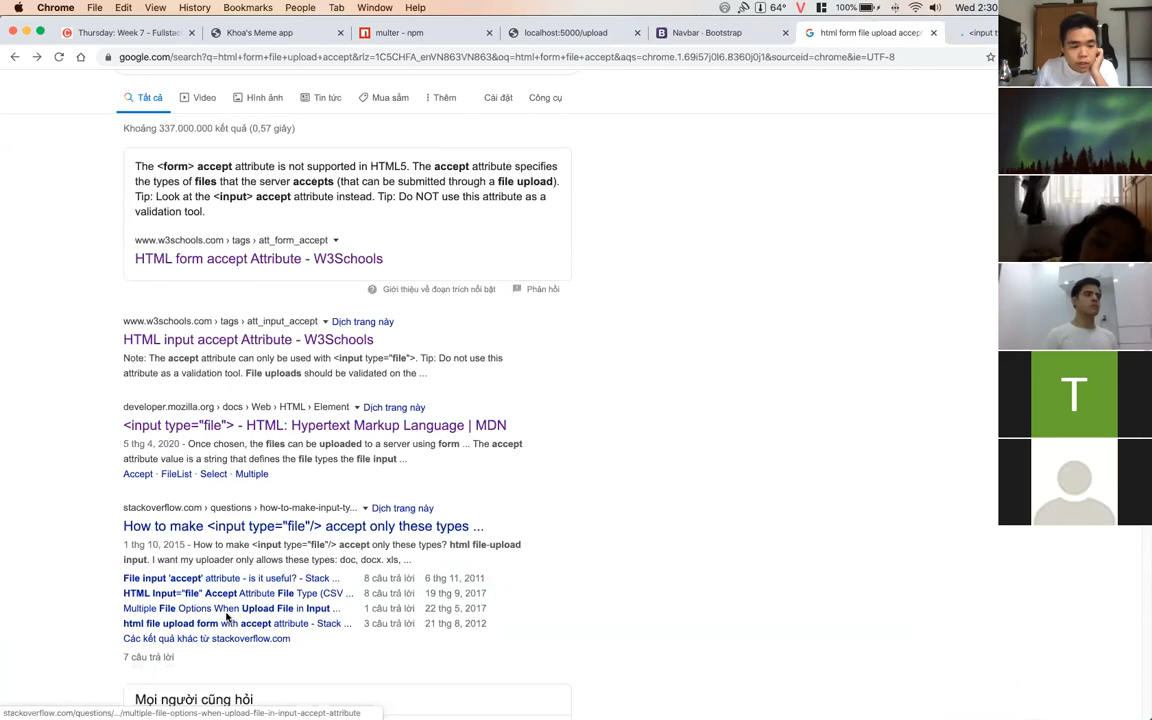 Chrome File Edit View History Bookmarks People Tab Window Help
64° 100% Wed 2:30
Thursday: Week 7 - Fullsta
Khoa's Meme app
multer - npm
localhost:5000/upload
Navbar · Bootstrap
html form file upload accept
<input t
google.com/search?q=html+form+file+upload+accept&rlz=1C5CHFA_enVN863VN863&oq=html+form+file+accept&aqs=chrome.1.69i57j0l6.8360j0j1&sourceid=chrome&ie=UTF-8
Tất cả Video Hình ảnh Tin tức Mua sắm Thêm Cài đặt Công cụ
Khoảng 337.000.000 kết quả (0,57 giây)
The <form> accept attribute is not supported in HTML5. The accept attribute specifies
the types of files that the server accepts (that can be submitted through a file upload).
Tip: Look at the <input> accept attribute instead. Tip: Do NOT use this attribute as a
validation tool.
www.w3schools.com › tags › att_form_accept
HTML form accept Attribute - W3Schools
Giới thiệu về đoạn trích nổi bật Phản hồi
www.w3schools.com › tags › att_input_accept Dịch trang này
HTML input accept Attribute - W3Schools
Note: The accept attribute can only be used with <input type="file">. Tip: Do not use this
attribute as a validation tool. File uploads should be validated on the ...
developer.mozilla.org › docs › Web › HTML › Element Dịch trang này
<input type="file"> - HTML: Hypertext Markup Language | MDN
5 thg 4, 2020 - Once chosen, the files can be uploaded to a server using form ... The accept
attribute value is a string that defines the file types the file input ...
Accept · FileList · Select · Multiple
stackoverflow.com › questions › how-to-make-input-ty... Dịch trang này
How to make <input type="file"/> accept only these types ...
1 thg 10, 2015 - How to make <input type="file"/> accept only these types? html file-upload
input. I want my uploader only allows these types: doc, docx. xls, ...
File input 'accept' attribute - is it useful? - Stack ... 8 câu trả lời 6 thg 11, 2011
HTML Input="file" Accept Attribute File Type (CSV ... 8 câu trả lời 19 thg 9, 2017
Multiple File Options When Upload File in Input ... 1 câu trả lời 22 thg 5, 2017
html file upload form with accept attribute - Stack ... 3 câu trả lời 21 thg 8, 2012
Các kết quả khác từ stackoverflow.com
7 câu trả lời
Mọi người cũng hỏi
stackoverflow.com/questions/.../multiple-file-options-when-upload-file-in-input-accept-attribute
T